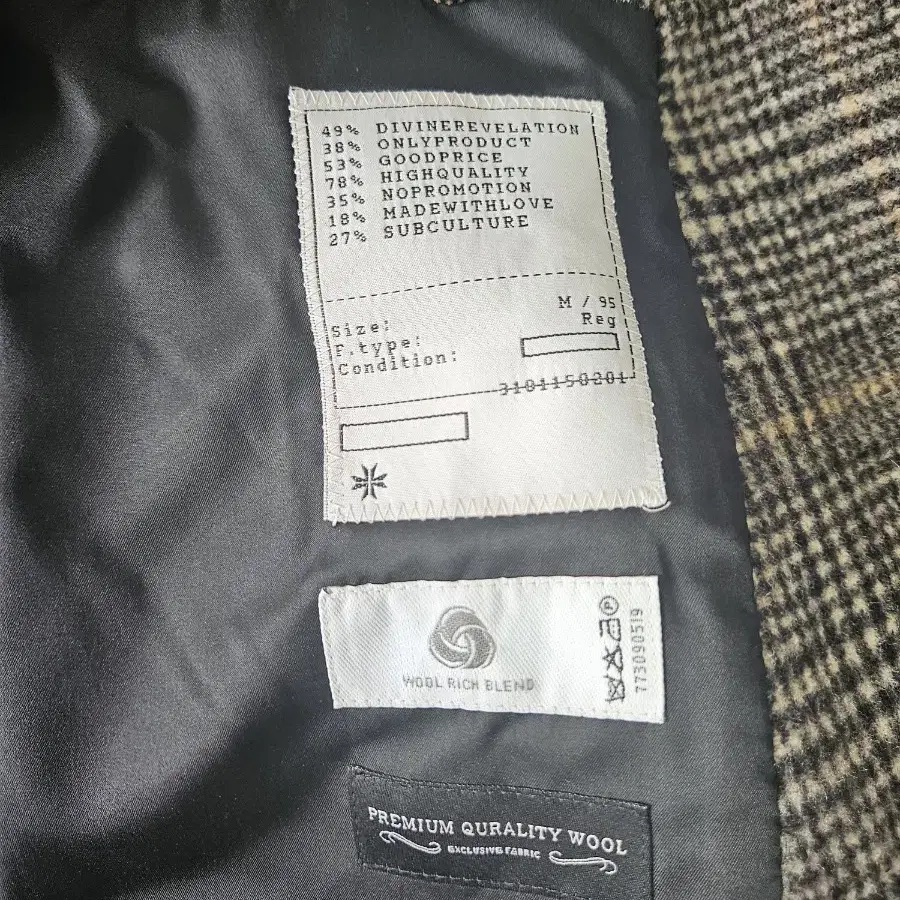 49% DIVINEREVELATION
38% ONLYPRODUCT
53% GOODPRICE
78% HIGHQUALITY
35% NOPROMOTION
18% MADEWITHLOVE
27% SUBCULTURE
Size: M / 95
F.type: Reg
Condition:
3101150201
WOOL RICH BLEND
P
773090519
PREMIUM QURALITY WOOL
EXCLUSIVE FABRIC